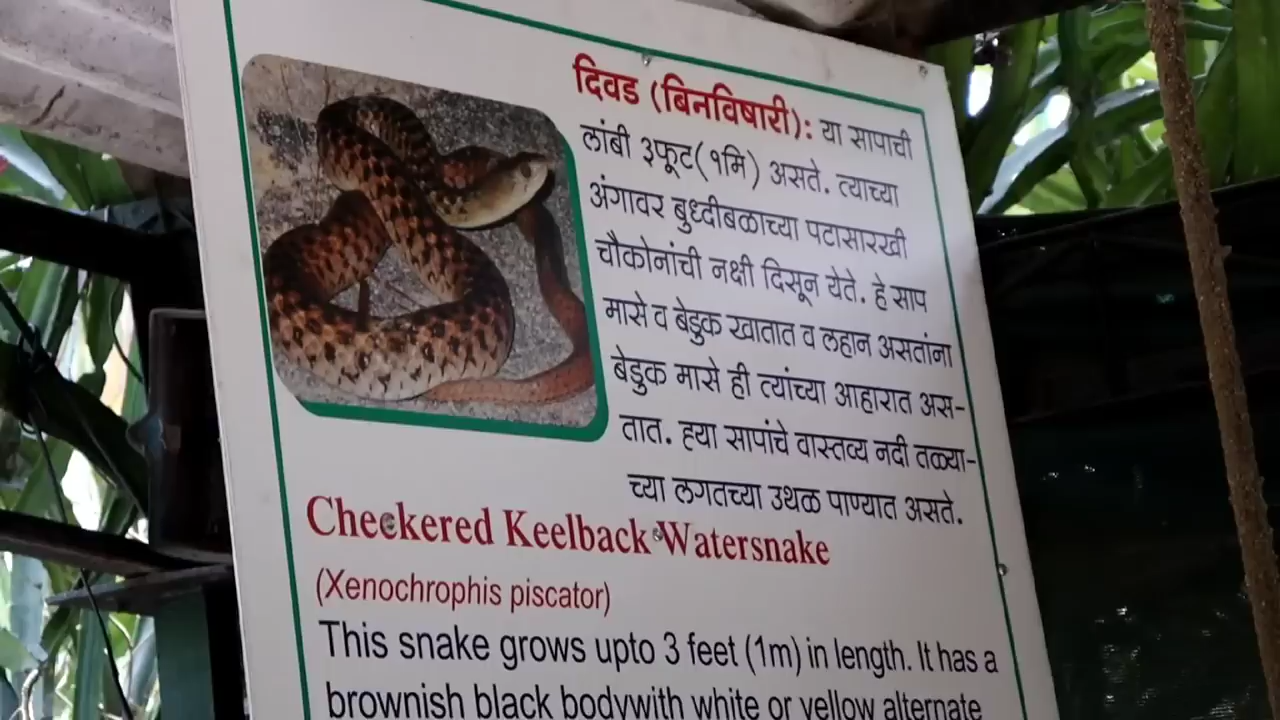 दिवड (बिनविषारी): या सापाची
लांबी ३फूट(१मि) असते. त्याच्या
अंगावर बुध्दीबळाच्या पटासारखी
चौकोनांची नक्षी दिसून येते. हे साप
मासे व बेडुक खातात व लहान असतांना
बेडुक मासे ही त्यांच्या आहारात अस-
तात. हया सापांचे वास्तव्य नदी तळ्या-
च्या लगतच्या उथळ पाण्यात असते.
Checkered Keelback Watersnake
(Xenochrophis piscator)
This snake grows upto 3 feet (1m) in length. It has a
brownish black bodywith white or yellow alternate